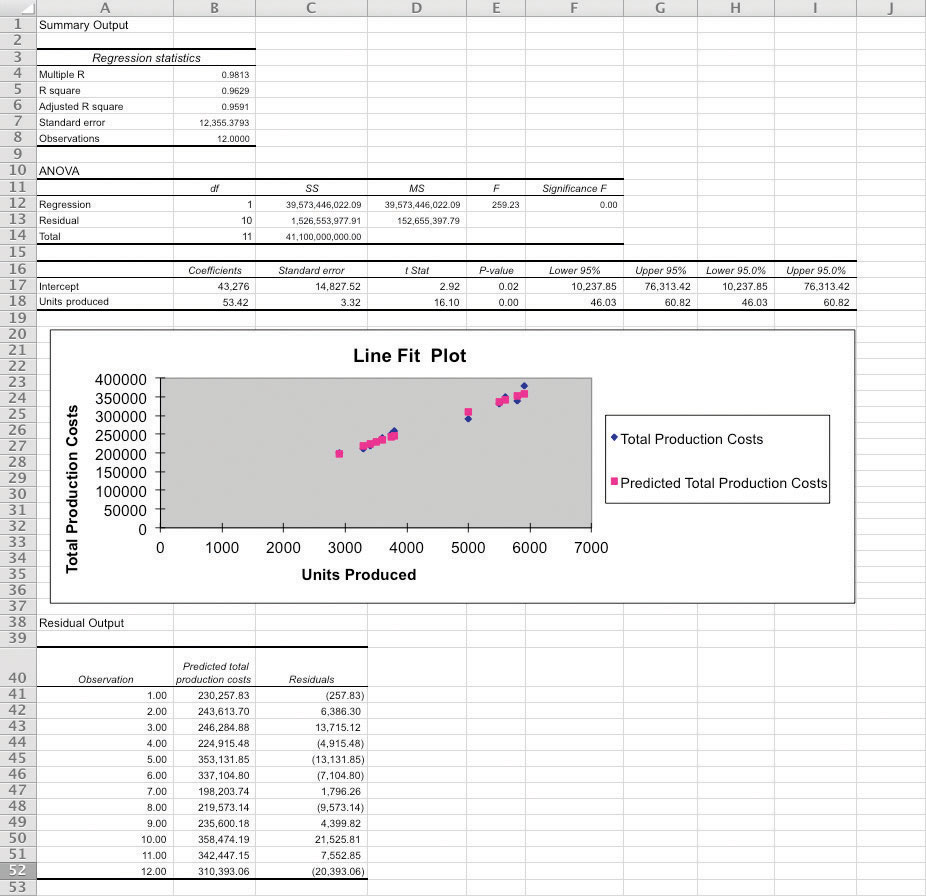 A B C D E F G H I J
1 Summary Output
2
3 Regression statistics
4 Multiple R 0.9813
5 R square 0.9629
6 Adjusted R square 0.9591
7 Standard error 12,355.3793
8 Observations 12.0000
9
10 ANOVA
11 df SS MS F Significance F
12 Regression 1 39,573,446,022.09 39,573,446,022.09 259.23 0.00
13 Residual 10 1,526,553,977.91 152,655,397.79
14 Total 11 41,100,000,000.00
15
16 Coefficients Standard error t Stat P-value Lower 95% Upper 95% Lower 95.0% Upper 95.0%
17 Intercept 43,276 14,827.52 2.92 0.02 10,237.85 76,313.42 10,237.85 76,313.42
18 Units produced 53.42 3.32 16.10 0.00 46.03 60.82 46.03 60.82
19
20
21 Line Fit Plot
22
23 400000
24 350000
25 300000
26 250000 Total Production Costs
27 200000
28 150000
29 100000 Predicted Total Production Costs
30 50000
31 0
32 0 1000 2000 3000 4000 5000 6000 7000
33 Total Production Costs
34 Units Produced
35
36
37
38 Residual Output
39
40 Observation Predicted total production costs Residuals
41 1.00 230,257.83 (257.83)
42 2.00 243,613.70 6,386.30
43 3.00 246,284.88 13,715.12
44 4.00 224,915.48 (4,915.48)
45 5.00 353,131.85 (13,131.85)
46 6.00 337,104.80 (7,104.80)
47 7.00 198,203.74 1,796.26
48 8.00 219,573.14 (9,573.14)
49 9.00 235,600.18 4,399.82
50 10.00 358,474.19 21,525.81
51 11.00 342,447.15 7,552.85
52 12.00 310,393.06 (20,393.06)
53